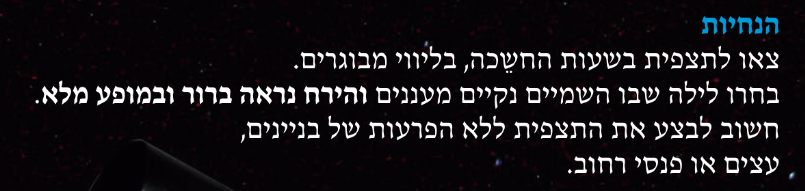 הנחיות
צאו לתצפית בשעות החשֵכה, בליווי מבוגרים.
בחרו לילה שבו השמיים נקיים מעננים והירח נראה ברור ובמופע מלא.
חשוב לבצע את התצפית ללא הפרעות של בניינים,
עצים או פנסי רחוב.